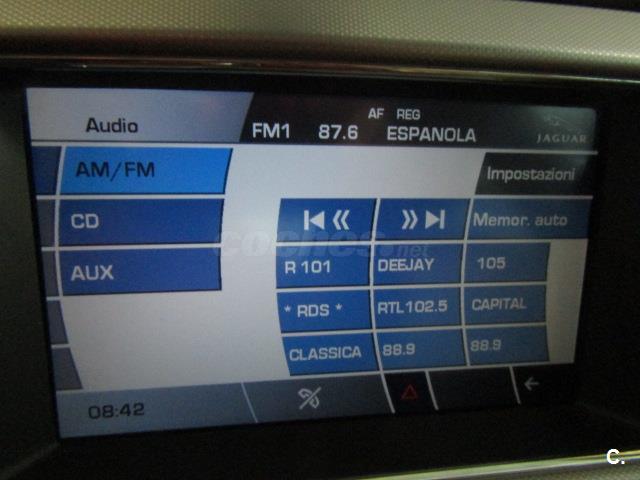 Audio
AF REG
FM1 87.6 ESPANOLA
JAGUAR
AM/FM
Impostazioni
CD
Memor. auto
coches.net
AUX
R 101 DEEJAY 105
* RDS * RTL102.5 CAPITAL
CLASSICA 88.9 88.9
08:42
C.